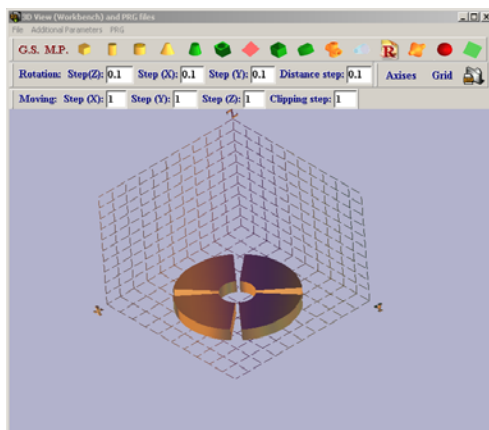 3D View (Workbench) and PRG files
File Additional Parameters PRG
G.S. M.P. R
Rotation: Step(Z): 0.1 Step (X): 0.1 Step (Y): 0.1 Distance step: 0.1 Axises Grid
Moving: Step (X): 1 Step (Y): 1 Step (Z): 1 Clipping step: 1
Z
X